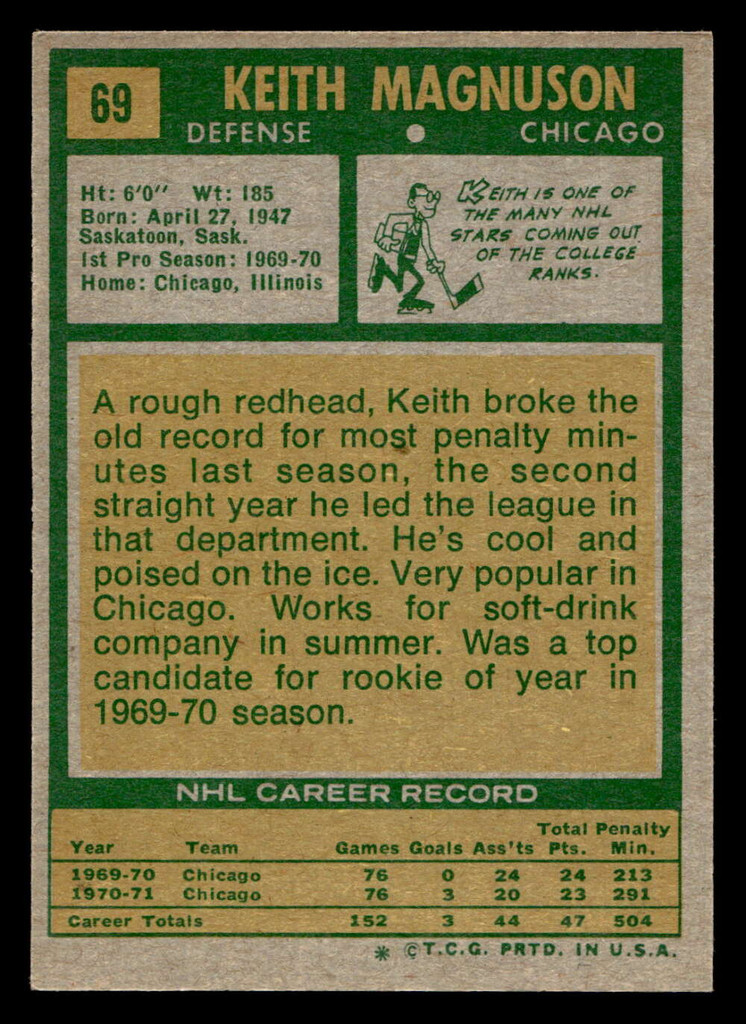 69
KEITH MAGNUSON
DEFENSE
CHICAGO
Ht: 6'0" Wt: 185
Born: April 27, 1947
Saskatoon, Sask.
1st Pro Season: 1969-70
Home: Chicago, Illinois
KEITH IS ONE OF
THE MANY NHL
STARS COMING OUT
OF THE COLLEGE
RANKS.
A rough redhead, Keith broke the
old record for most penalty min-
utes last season, the second
straight year he led the league in
that department. He's cool and
poised on the ice. Very popular in
Chicago. Works for soft-drink
company in summer. Was a top
candidate for rookie of year in
1969-70 season.
NHL CAREER RECORD
Total Penalty
Year Team Games Goals Ass'ts Pts. Min.
1969-70 Chicago 76 0 24 24 213
1970-71 Chicago 76 3 20 23 291
Career Totals 152 3 44 47 504
* © T.C.G. PRTD. IN U.S.A.